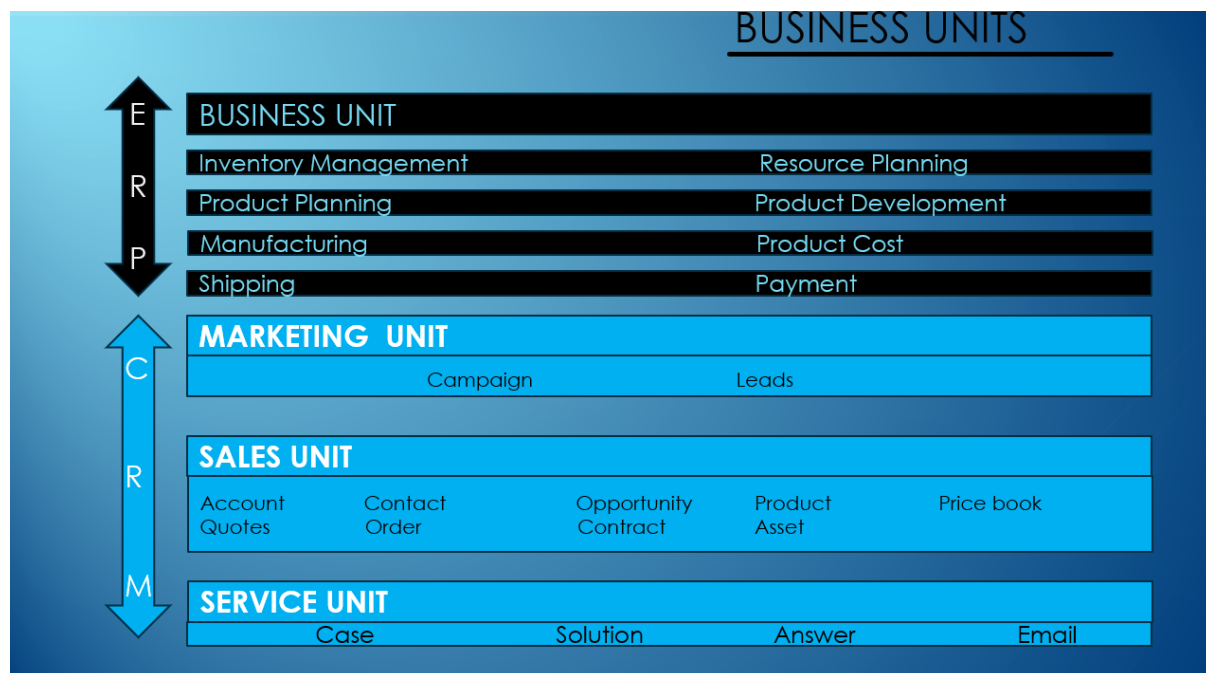 BUSINESS UNITS
E
R
P
BUSINESS UNIT
Inventory Management Resource Planning
Product Planning Product Development
Manufacturing Product Cost
Shipping Payment
C
R
M
MARKETING UNIT
Campaign Leads
SALES UNIT
Account Contact Opportunity Product Price book
Quotes Order Contract Asset
SERVICE UNIT
Case Solution Answer Email